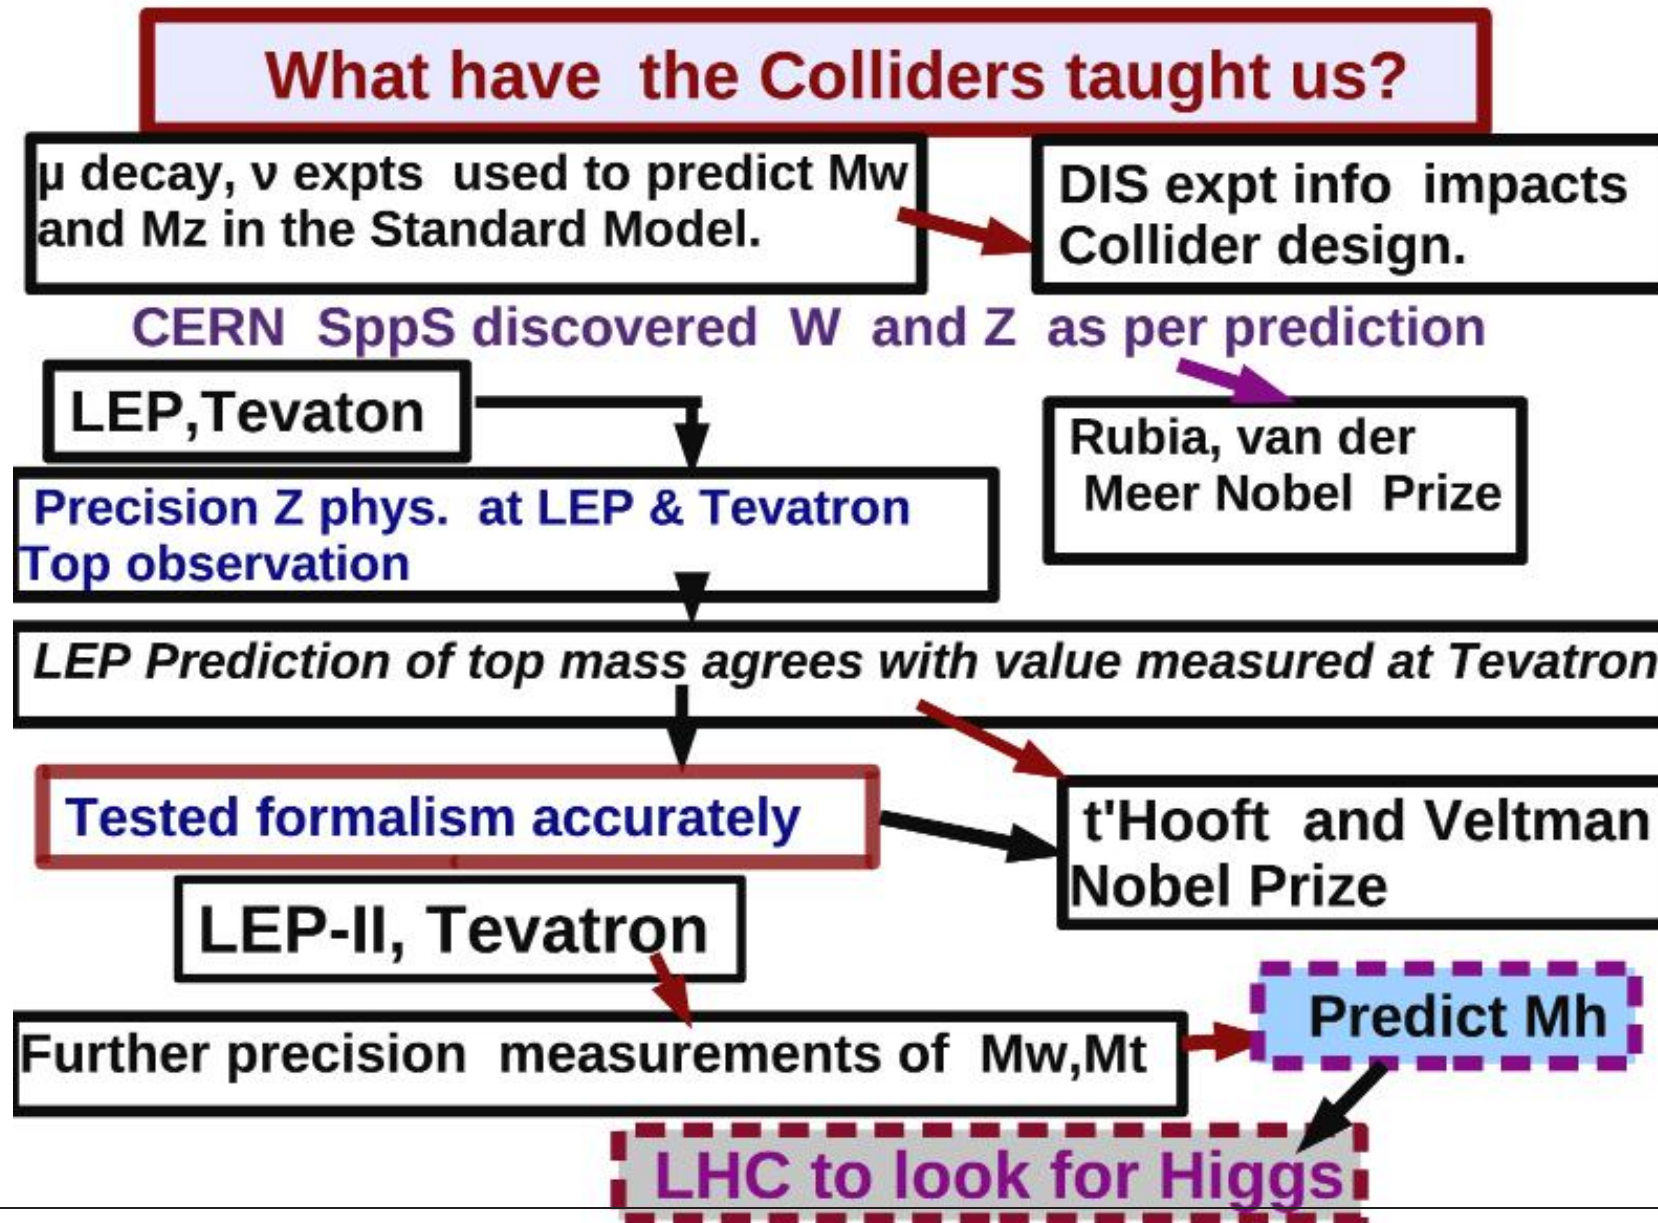 What have the Colliders taught us?
μ decay, ν expts used to predict Mw
and Mz in the Standard Model.
DIS expt info impacts
Collider design.
CERN SppS discovered W and Z as per prediction
LEP,Tevaton
Rubia, van der
Meer Nobel Prize
Precision Z phys. at LEP & Tevatron
Top observation
LEP Prediction of top mass agrees with value measured at Tevatron
Tested formalism accurately
t'Hooft and Veltman
Nobel Prize
LEP-II, Tevatron
Further precision measurements of Mw,Mt
Predict Mh
LHC to look for Higgs